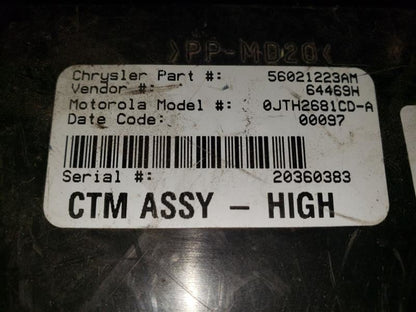 >PP-MD20<
Chrysler Part #: 56021223AM
Vendor #: 64469H
Motorola Model #: 0JTH2681CD-A
Date Code: 00097
Serial #: 20360383
CTM ASSY – HIGH